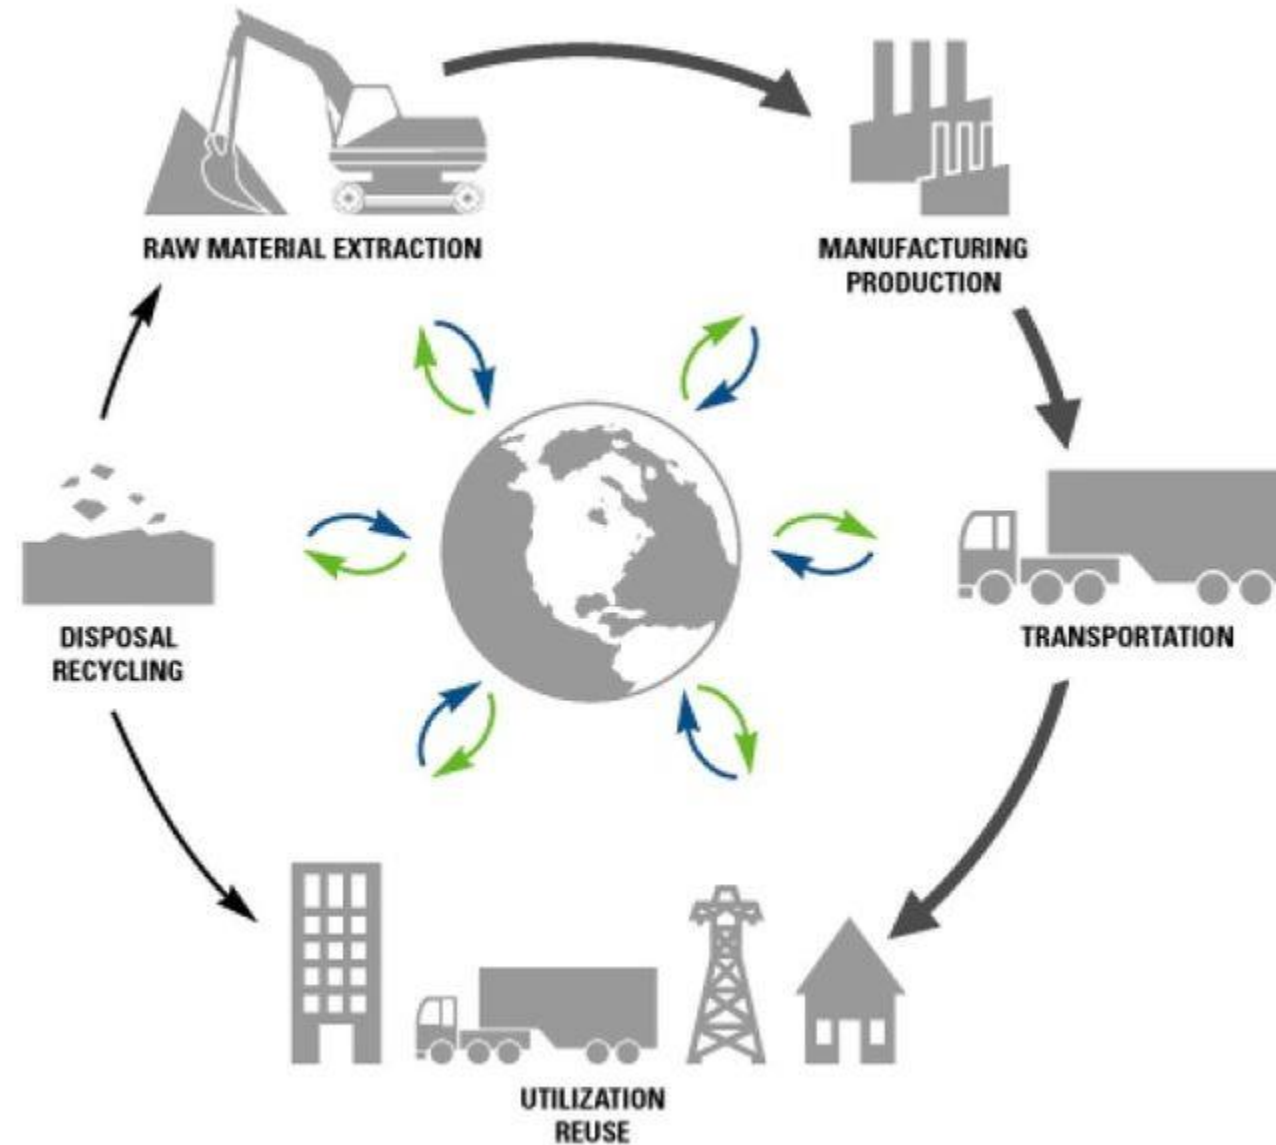 RAW MATERIAL EXTRACTION
MANUFACTURING
PRODUCTION
TRANSPORTATION
DISPOSAL
RECYCLING
UTILIZATION
REUSE